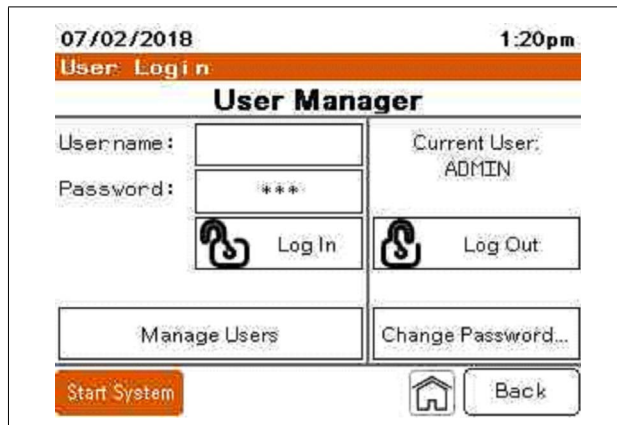 07/02/2018 1:20pm
User Login
User Manager
Username:
Current User:
ADMIN
Password: ***
Log In
Log Out
Manage Users
Change Password...
Start System
Back